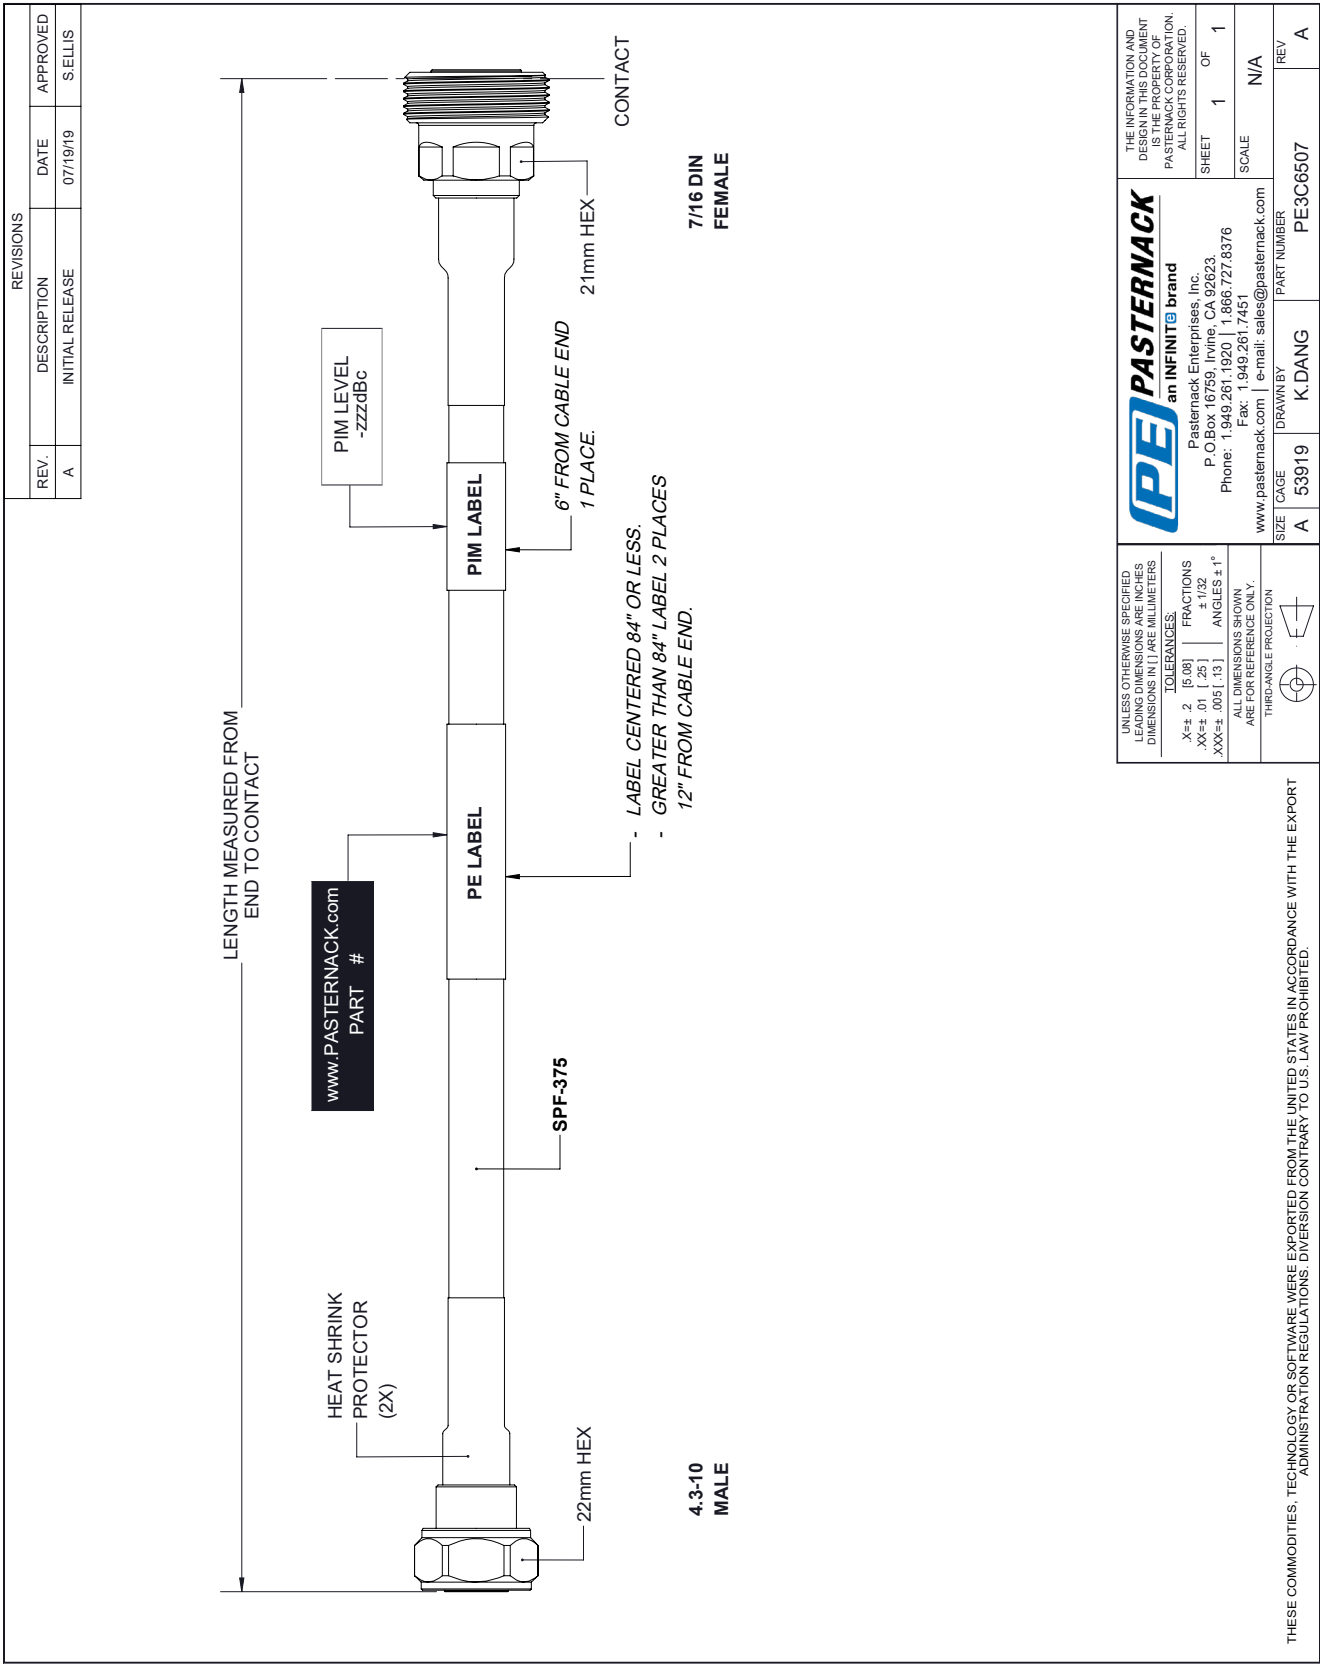 REVISIONS
REV. DESCRIPTION DATE APPROVED
A INITIAL RELEASE 07/19/19 S.ELLIS
LENGTH MEASURED FROM
END TO CONTACT
HEAT SHRINK
PROTECTOR
(2X)
www.PASTERNACK.com
PART #
PIM LEVEL
-zzzdBc
PE LABEL
PIM LABEL
22mm HEX
SPF-375
- LABEL CENTERED 84" OR LESS.
- GREATER THAN 84" LABEL 2 PLACES
12" FROM CABLE END.
6" FROM CABLE END
1 PLACE.
21mm HEX
CONTACT
4.3-10
MALE
7/16 DIN
FEMALE
UNLESS OTHERWISE SPECIFIED
LEADING DIMENSIONS ARE INCHES
DIMENSIONS IN [ ] ARE MILLIMETERS
TOLERANCES:
.X=± .2 [5.08] FRACTIONS
.XX=± .01 [ .25 ] ± 1/32
.XXX=± .005 [ .13 ] ANGLES ± 1°
ALL DIMENSIONS SHOWN
ARE FOR REFERENCE ONLY.
THIRD-ANGLE PROJECTION
PE PASTERNACK
an INFINITe brand
Pasternack Enterprises, Inc.
P.O.Box 16759, Irvine, CA 92623.
Phone: 1.949.261.1920 | 1.866.727.8376
Fax: 1.949.261.7451
www.pasternack.com | e-mail: sales@pasternack.com
THE INFORMATION AND
DESIGN IN THIS DOCUMENT
IS THE PROPERTY OF
PASTERNACK CORPORATION.
ALL RIGHTS RESERVED.
SHEET 1 OF 1
SCALE N/A
SIZE A
CAGE 53919
DRAWN BY K.DANG
PART NUMBER PE3C6507
REV A
THESE COMMODITIES, TECHNOLOGY OR SOFTWARE WERE EXPORTED FROM THE UNITED STATES IN ACCORDANCE WITH THE EXPORT
ADMINISTRATION REGULATIONS. DIVERSION CONTRARY TO U.S. LAW PROHIBITED.